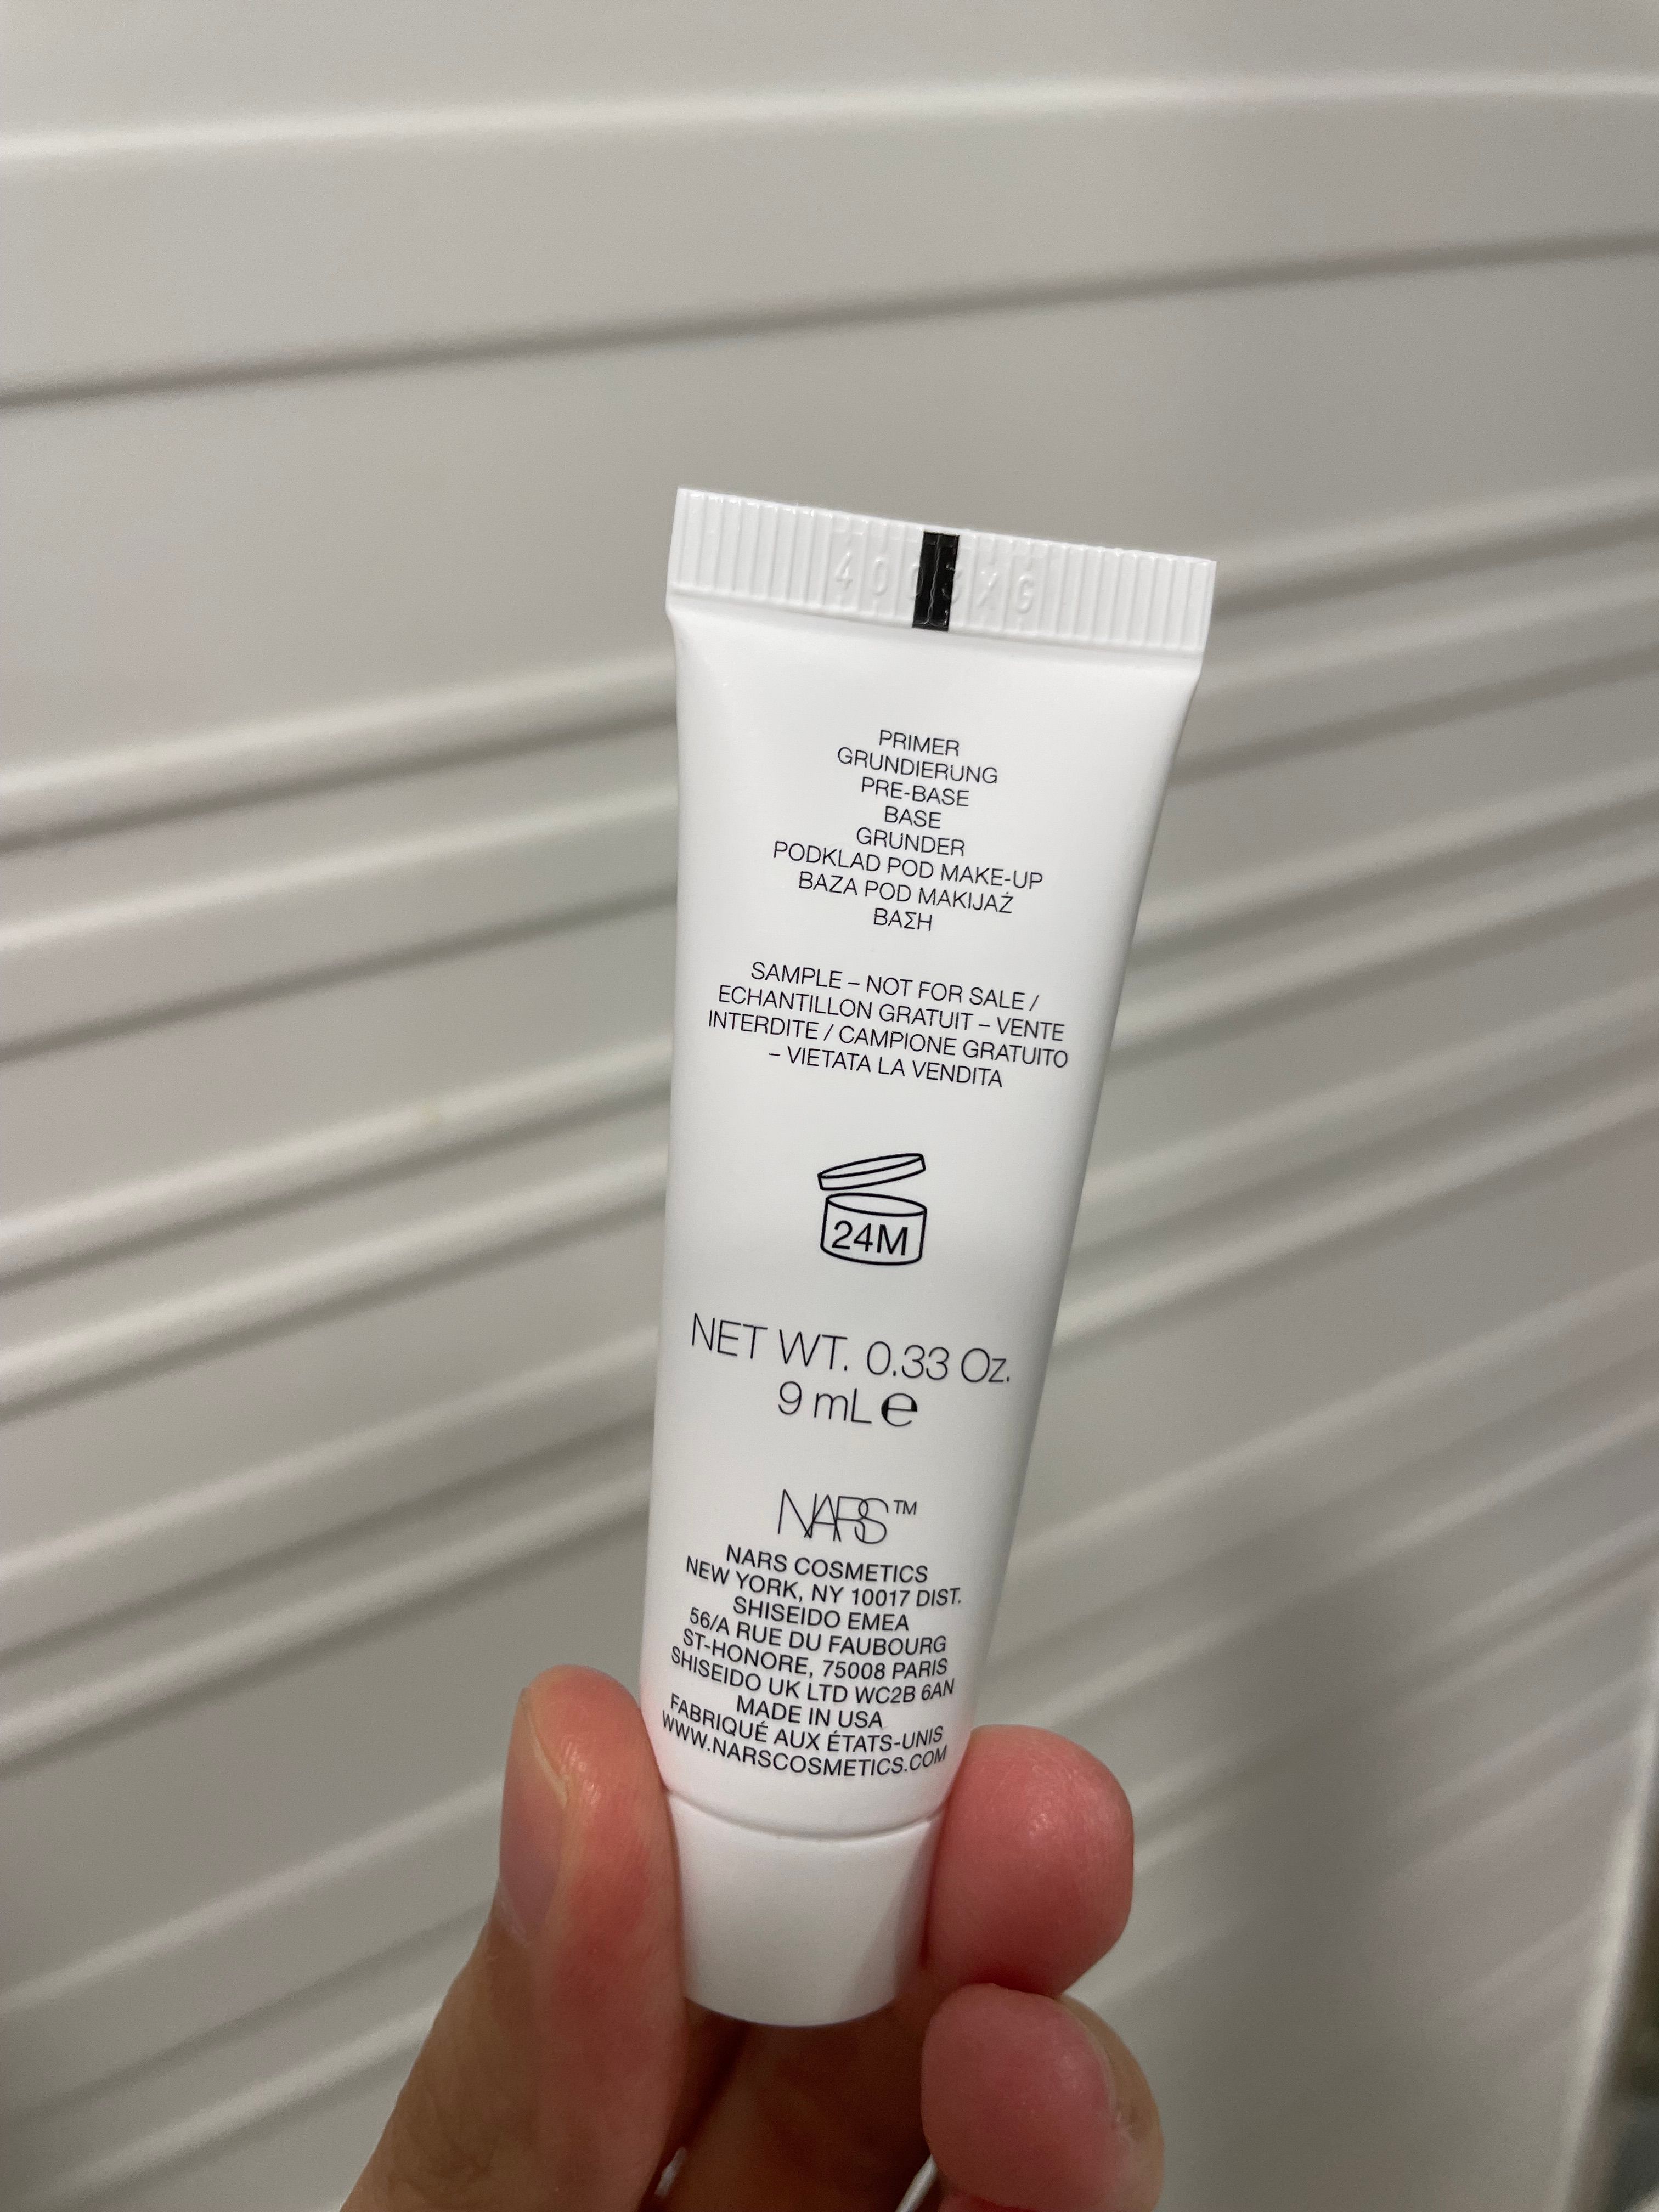 PRIMER
GRUNDIERUNG
PRE-BASE
BASE
GRUNDER
PODKLAD POD MAKE-UP
BAZA POD MAKIJAŻ
ΒΑΣΗ
SAMPLE – NOT FOR SALE /
ECHANTILLON GRATUIT – VENTE
INTERDITE / CAMPIONE GRATUITO
– VIETATA LA VENDITA
24M
NET WT. 0.33 Oz.
9 mL ℮
NARS™
NARS COSMETICS
NEW YORK, NY 10017 DIST.
SHISEIDO EMEA
56/A RUE DU FAUBOURG
ST-HONORE, 75008 PARIS
SHISEIDO UK LTD WC2B 6AN
MADE IN USA
FABRIQUÉ AUX ÉTATS-UNIS
WWW.NARSCOSMETICS.COM